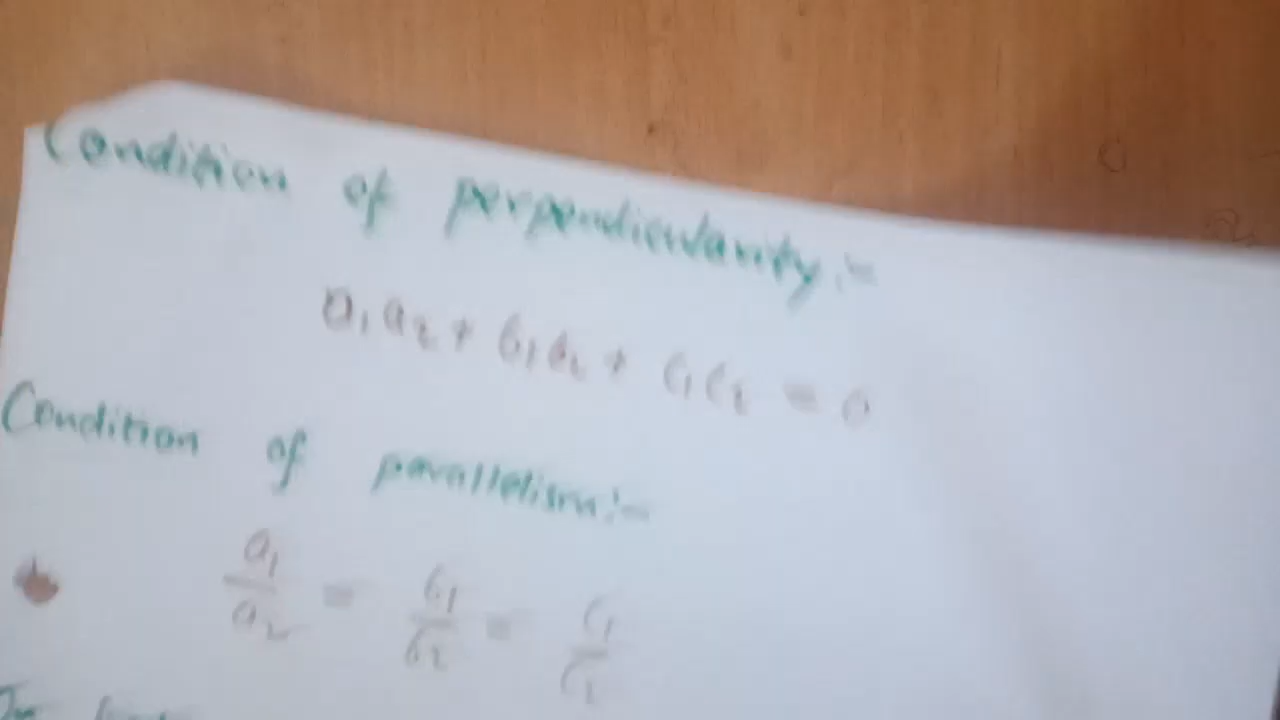 Condition of perpendicularity :-
a₁a₂ + b₁b₂ + c₁c₂ = 0
Condition of parallelism :-
a₁/a₂ = b₁/b₂ = c₁/c₂